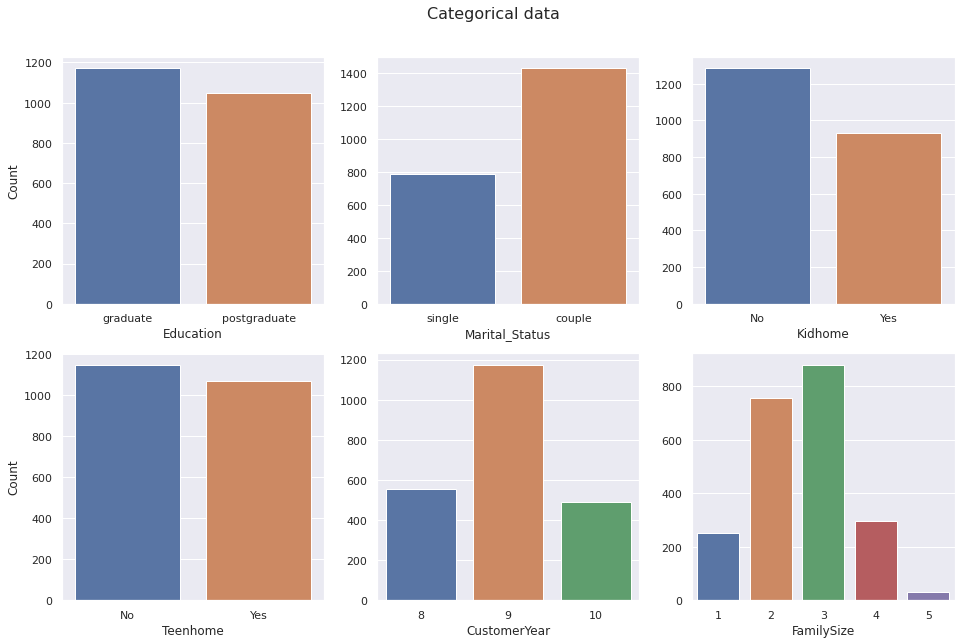 Categorical data
1200
1000
800
600
400
200
0
Count
graduate postgraduate
Education
1400
1200
1000
800
600
400
200
0
single couple
Marital_Status
1200
1000
800
600
400
200
0
No Yes
Kidhome
1200
1000
800
600
400
200
0
Count
No Yes
Teenhome
1200
1000
800
600
400
200
0
8 9 10
CustomerYear
800
600
400
200
0
1 2 3 4 5
FamilySize